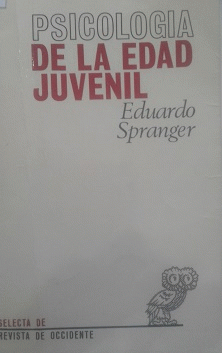 PSICOLOGIA
DE LA EDAD
JUVENIL
Eduardo
Spranger
SELECTA DE
REVISTA DE OCCIDENTE